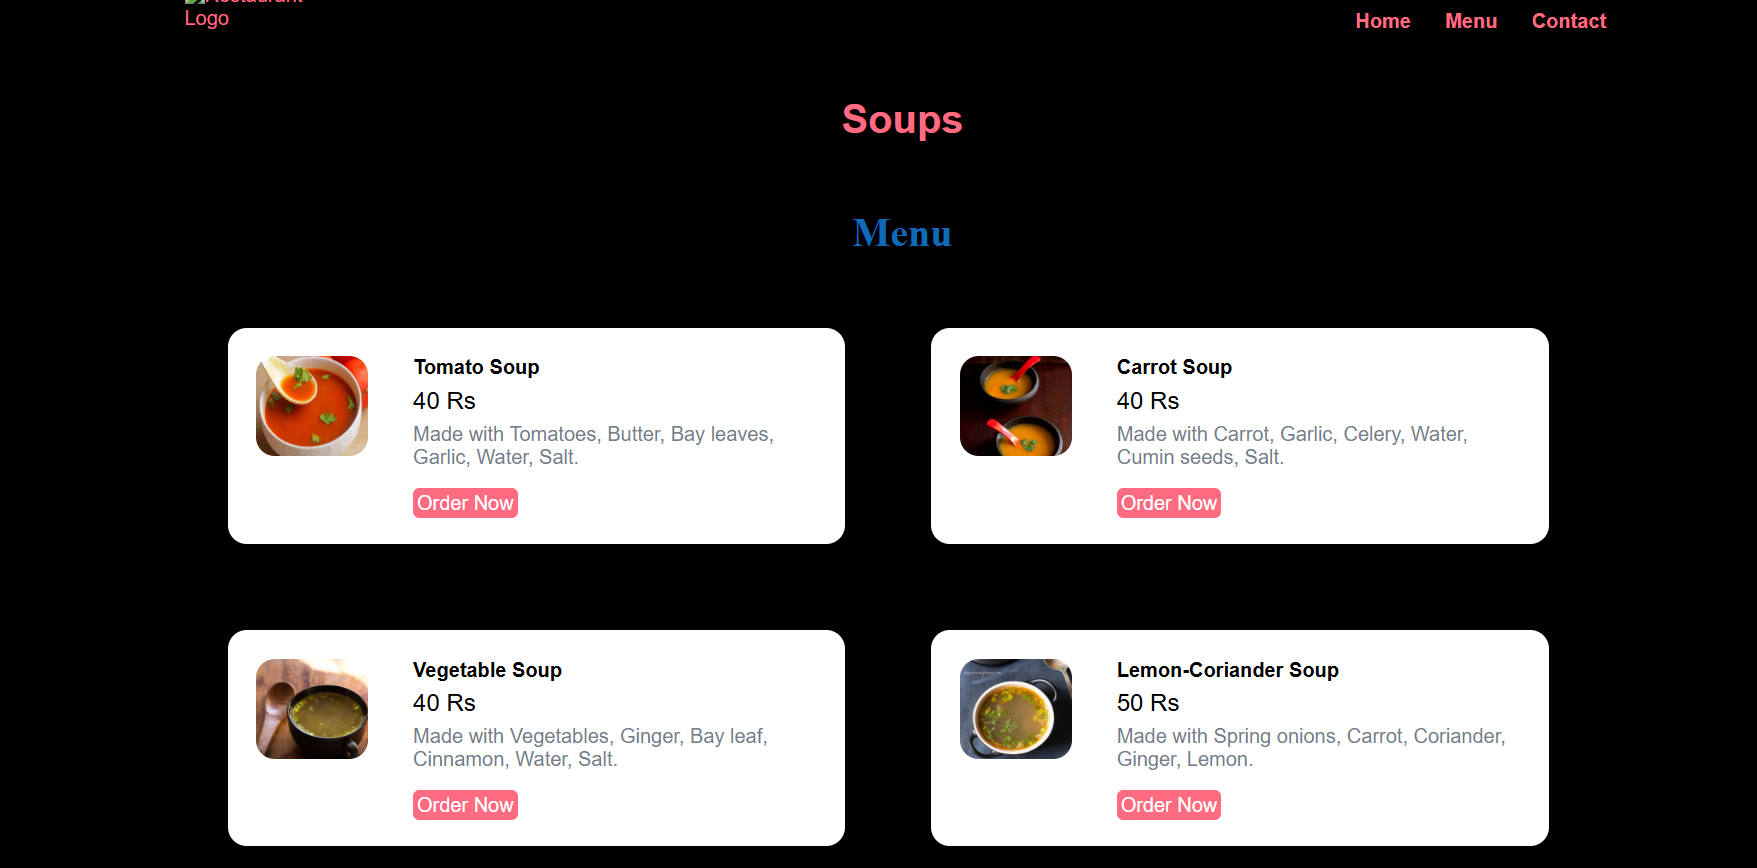 Restaurant
Logo
Home
Menu
Contact
Soups
Menu
Tomato Soup
40 Rs
Made with Tomatoes, Butter, Bay leaves,
Garlic, Water, Salt.
Order Now
Carrot Soup
40 Rs
Made with Carrot, Garlic, Celery, Water,
Cumin seeds, Salt.
Order Now
Vegetable Soup
40 Rs
Made with Vegetables, Ginger, Bay leaf,
Cinnamon, Water, Salt.
Order Now
Lemon-Coriander Soup
50 Rs
Made with Spring onions, Carrot, Coriander,
Ginger, Lemon.
Order Now